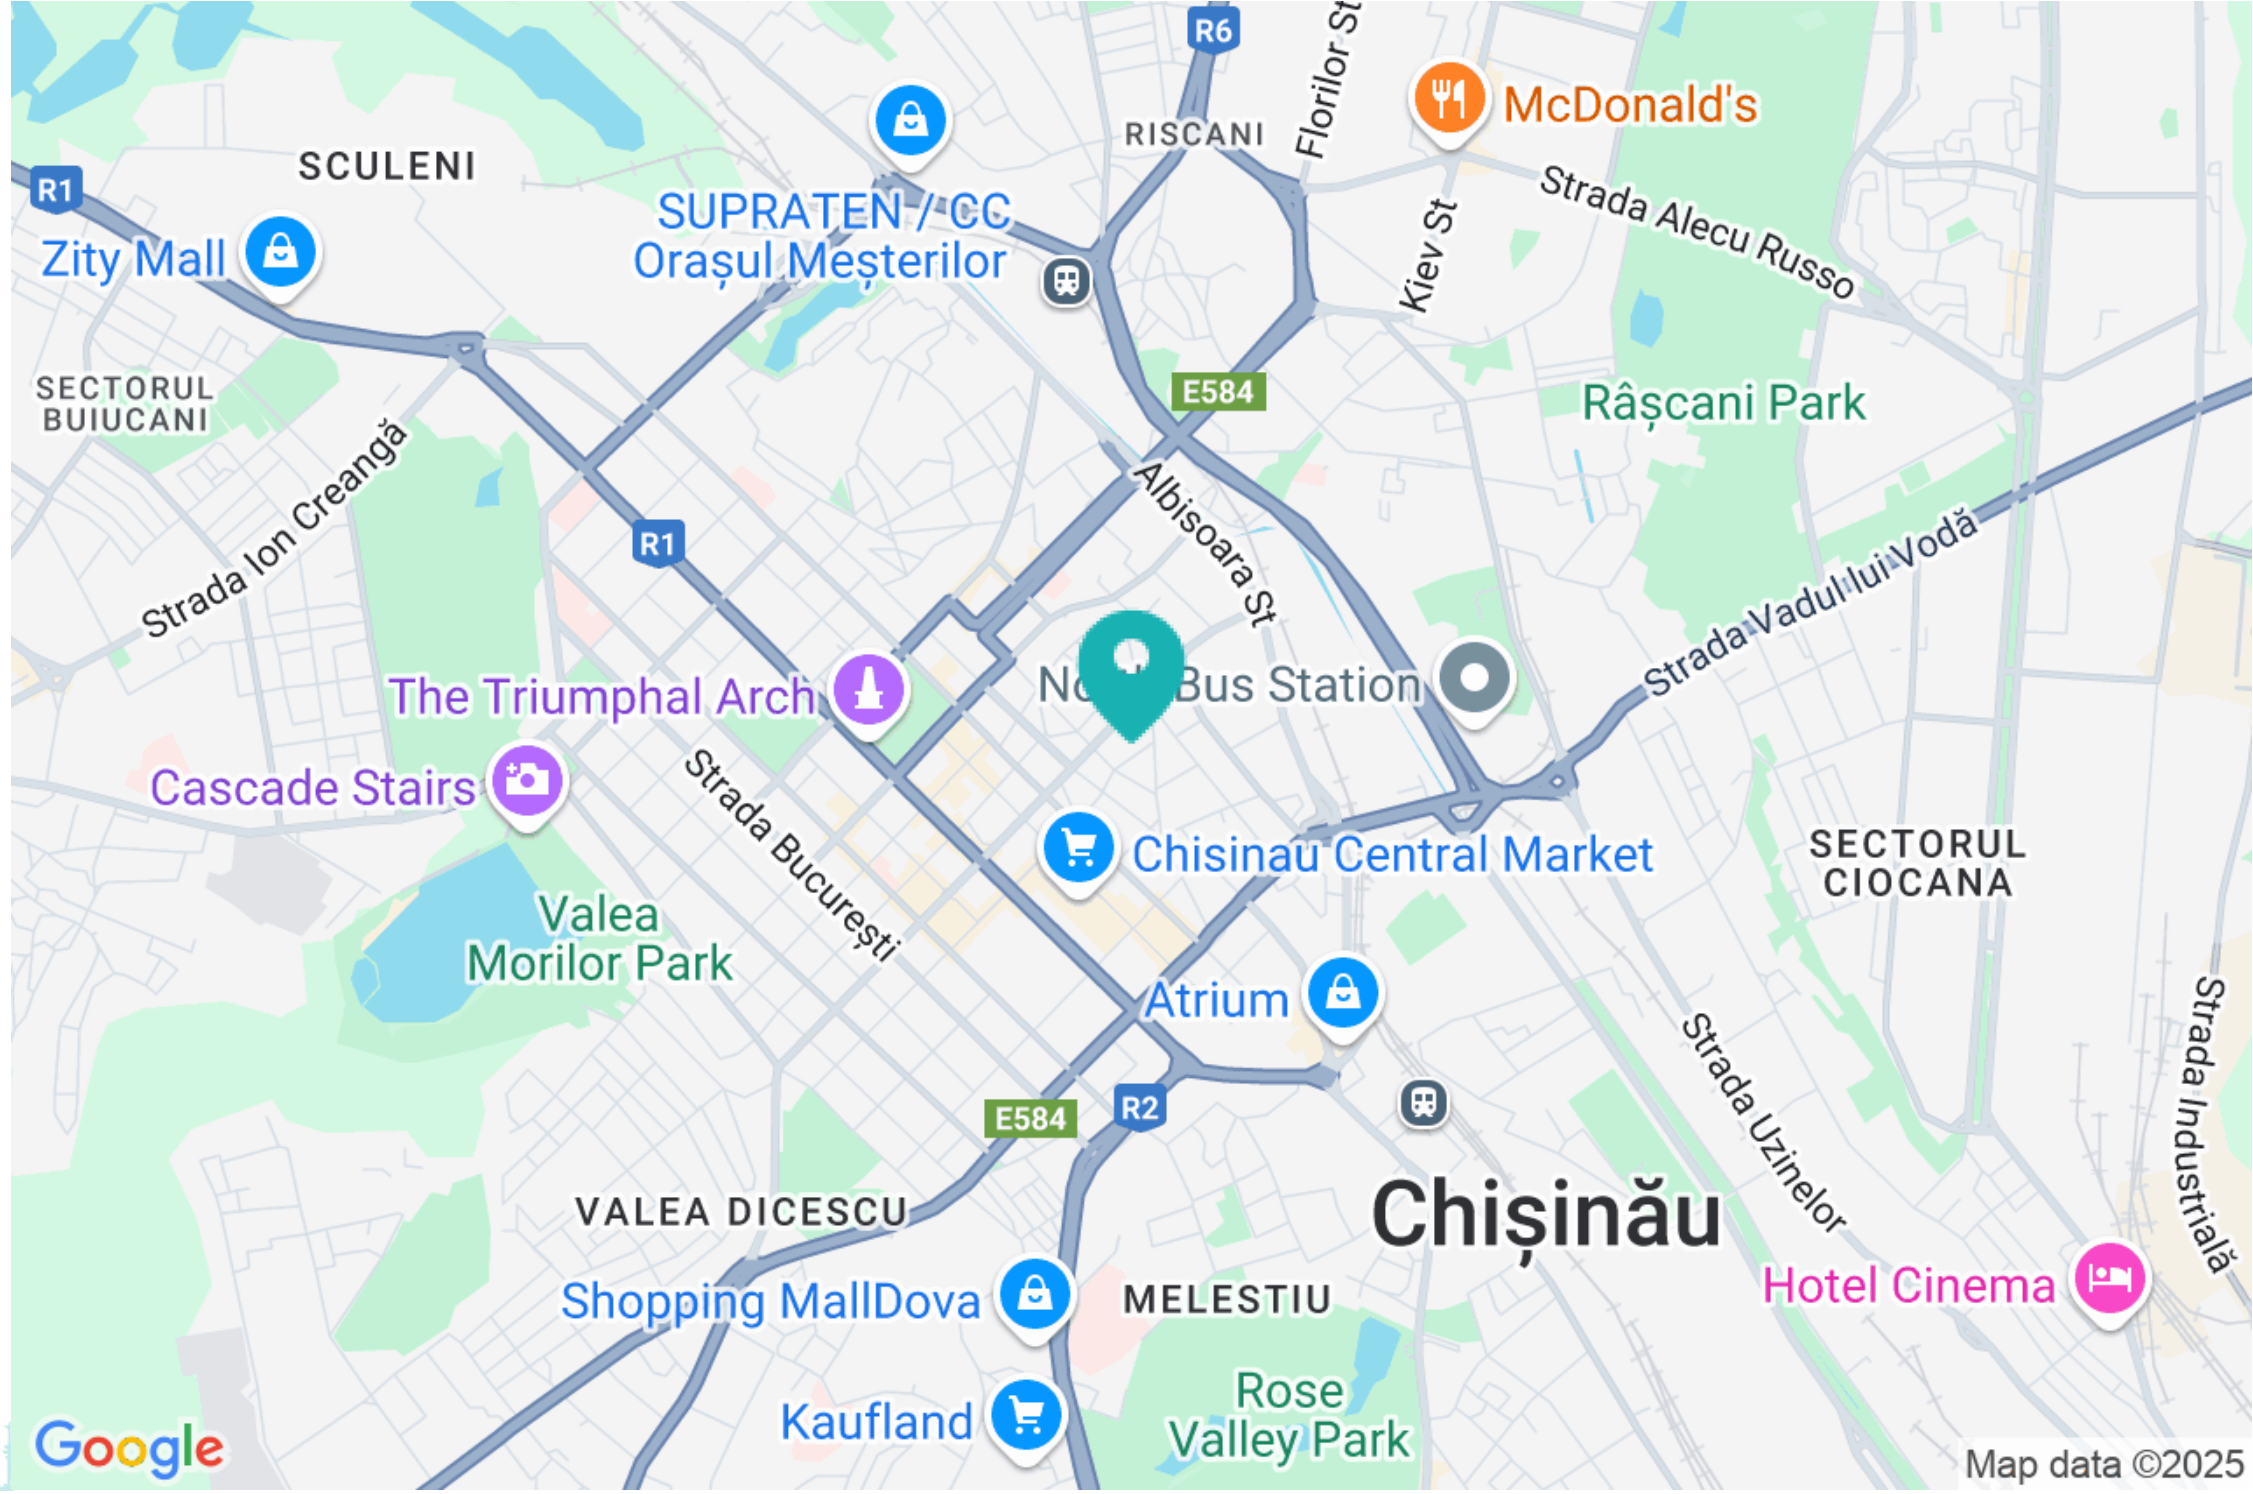 R6
Florilor St
McDonald's
RISCANI
SCULENI
R1
Strada Alecu Russo
SUPRATEN / CC
Orașul Meșterilor
Zity Mall
Kiev St
SECTORUL
BUIUCANI
E584
Râșcani Park
Strada Ion Creangă
R1
Albisoara St
Strada Vadul lui Vodă
The Triumphal Arch
Bus Station
Cascade Stairs
Strada București
Chisinau Central Market
SECTORUL
CIOCANA
Valea
Morilor Park
Atrium
Strada Uzinelor
Strada Industrială
E584
R2
VALEA DICESCU
Chișinău
Shopping MallDova
MELESTIU
Hotel Cinema
Kaufland
Rose
Valley Park
Google
Map data ©2025